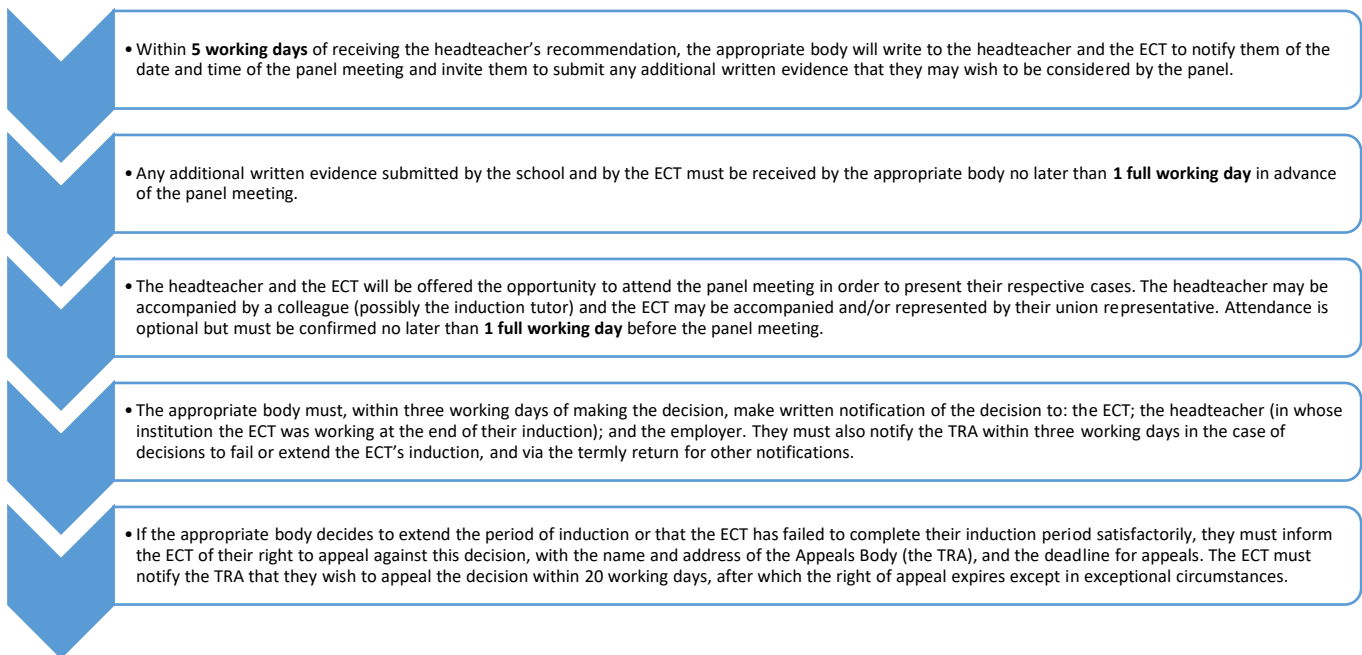 • Within 5 working days of receiving the headteacher's recommendation, the appropriate body will write to the headteacher and the ECT to notify them of the
date and time of the panel meeting and invite them to submit any additional written evidence that they may wish to be considered by the panel.
• Any additional written evidence submitted by the school and by the ECT must be received by the appropriate body no later than 1 full working day in advance
of the panel meeting.
• The headteacher and the ECT will be offered the opportunity to attend the panel meeting in order to present their respective cases. The headteacher may be
accompanied by a colleague (possibly the induction tutor) and the ECT may be accompanied and/or represented by their union representative. Attendance is
optional but must be confirmed no later than 1 full working day before the panel meeting.
• The appropriate body must, within three working days of making the decision, make written notification of the decision to: the ECT; the headteacher (in whose
institution the ECT was working at the end of their induction); and the employer. They must also notify the TRA within three working days in the case of
decisions to fail or extend the ECT's induction, and via the termly return for other notifications.
• If the appropriate body decides to extend the period of induction or that the ECT has failed to complete their induction period satisfactorily, they must inform
the ECT of their right to appeal against this decision, with the name and address of the Appeals Body (the TRA), and the deadline for appeals. The ECT must
notify the TRA that they wish to appeal the decision within 20 working days, after which the right of appeal expires except in exceptional circumstances.